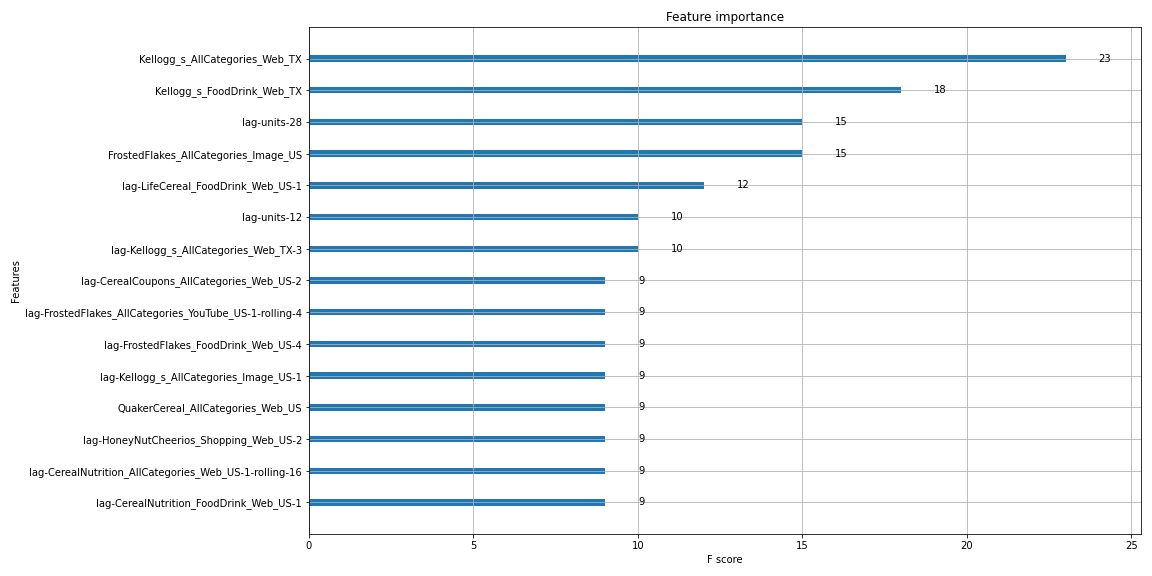 Feature importance
Features
Kellogg_s_AllCategories_Web_TX 23
Kellogg_s_FoodDrink_Web_TX 18
lag-units-28 15
FrostedFlakes_AllCategories_Image_US 15
lag-LifeCereal_FoodDrink_Web_US-1 12
lag-units-12 10
lag-Kellogg_s_AllCategories_Web_TX-3 10
lag-CerealCoupons_AllCategories_Web_US-2 9
lag-FrostedFlakes_AllCategories_YouTube_US-1-rolling-4 9
lag-FrostedFlakes_FoodDrink_Web_US-4 9
lag-Kellogg_s_AllCategories_Image_US-1 9
QuakerCereal_AllCategories_Web_US 9
lag-HoneyNutCheerios_Shopping_Web_US-2 9
lag-CerealNutrition_AllCategories_Web_US-1-rolling-16 9
lag-CerealNutrition_FoodDrink_Web_US-1 9
0 5 10 15 20 25
F score